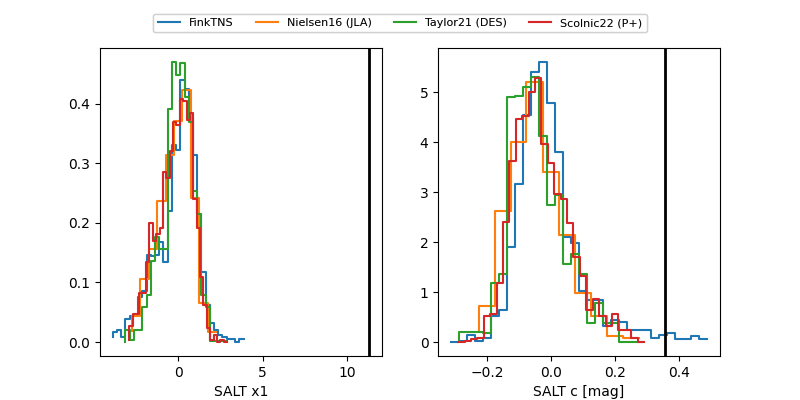 FinkTNS Nielsen16 (JLA) Taylor21 (DES) Scolnic22 (P+)
0.4
0.3
0.2
0.1
0.0
0 5 10
SALT x1
5
4
3
2
1
0
−0.2 0.0 0.2 0.4
SALT c [mag]